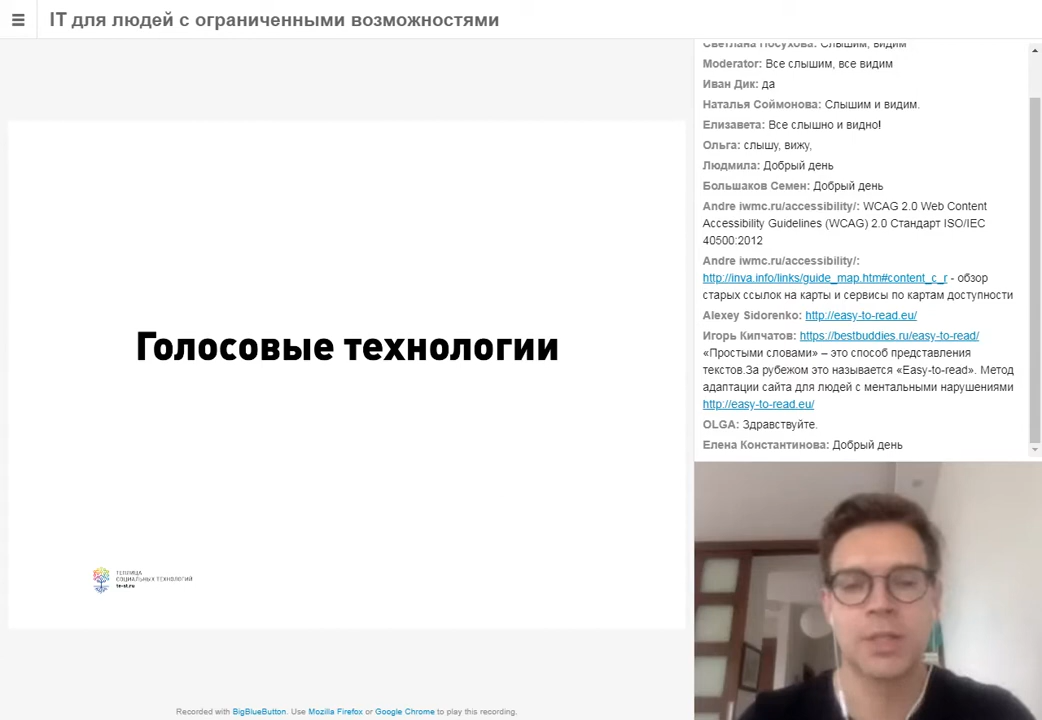 IT для людей с ограниченными возможностями
Светлана Посухова: Слышим, видим
Moderator: Все слышим, все видим
Иван Дик: да
Наталья Соймонова: Слышим и видим.
Елизавета: Все слышно и видно!
Ольга: слышу, вижу,
Людмила: Добрый день
Большаков Семен: Добрый день
Andre iwmc.ru/accessibility/: WCAG 2.0 Web Content
Accessibility Guidelines (WCAG) 2.0 Стандарт ISO/IEC
40500:2012
Andre iwmc.ru/accessibility/:
http://inva.info/links/guide_map.htm#content_c_r - обзор
старых ссылок на карты и сервисы по картам доступности
Alexey Sidorenko: http://easy-to-read.eu/
Игорь Кипчатов: https://bestbuddies.ru/easy-to-read/
«Простыми словами» – это способ представления
текстов.За рубежом это называется «Easy-to-read». Метод
адаптации сайта для людей с ментальными нарушениями
http://easy-to-read.eu/
OLGA: Здравствуйте.
Елена Константинова: Добрый день
Голосовые технологии
ТЕПЛИЦА
СОЦИАЛЬНЫХ ТЕХНОЛОГИЙ
te-st.ru
Recorded with BigBlueButton. Use Mozilla Firefox or Google Chrome to play this recording.